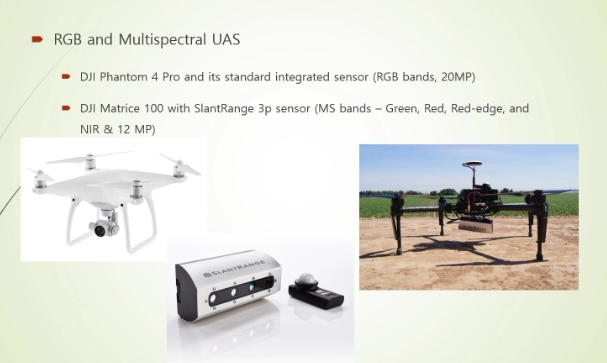 RGB and Multispectral UAS
DJI Phantom 4 Pro and its standard integrated sensor (RGB bands, 20MP)
DJI Matrice 100 with SlantRange 3p sensor (MS bands – Green, Red, Red-edge, and
NIR & 12 MP)
SLANTRANGE